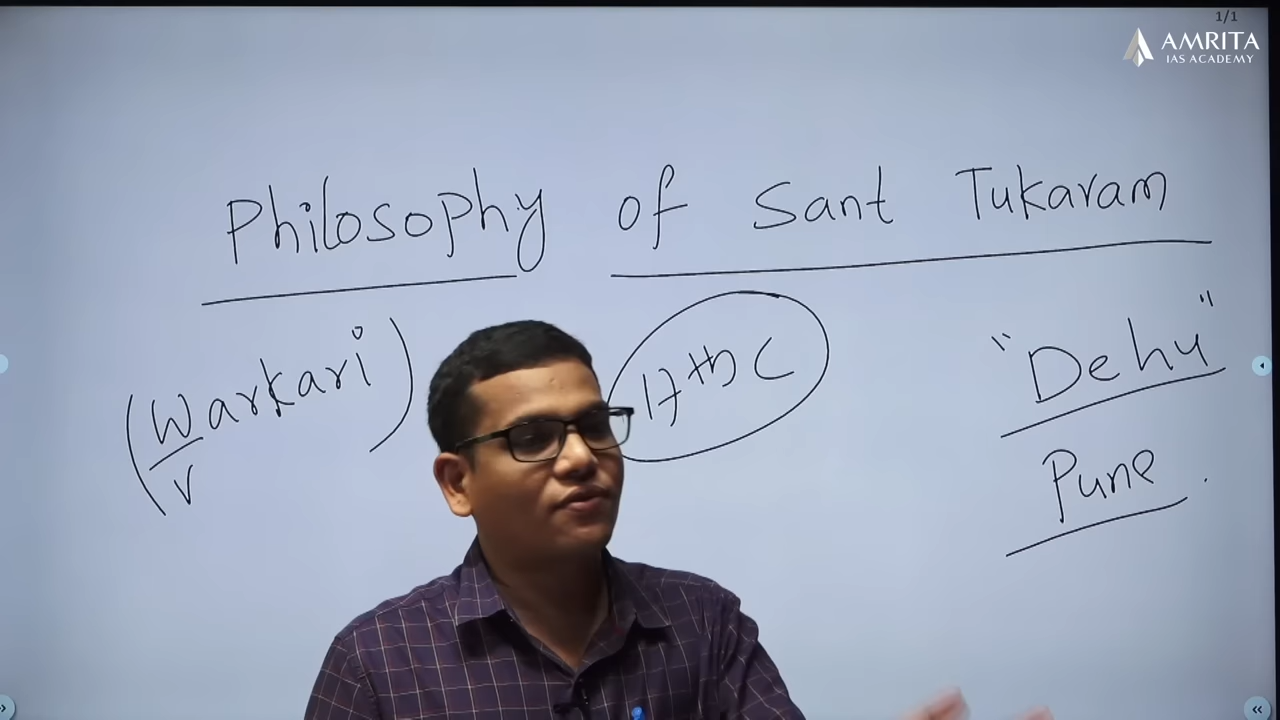 1/1
AMRITA
IAS ACADEMY
Philosophy of Sant Tukaram
(Warkari)
V
17th C
"Dehu"
Pune.